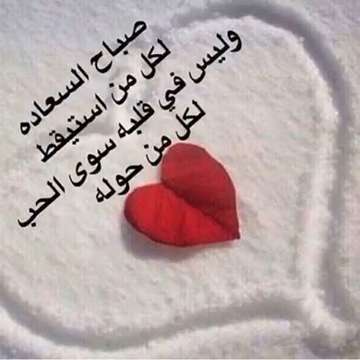 صباح السعاده
لكل من استيقظ
وليس في قلبه سوى الحب
لكل من حوله